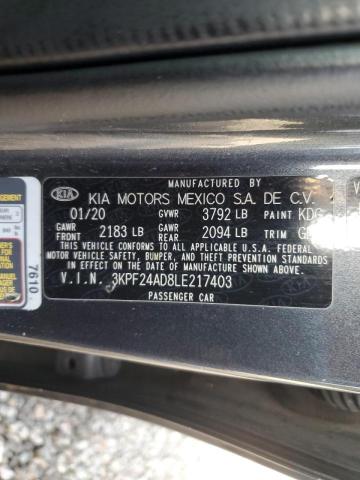 MANUFACTURED BY
KIA KIA MOTORS MEXICO S.A. DE C.V.
01/20 GVWR 3792 LB PAINT KDG
GAWR FRONT 2183 LB GAWR REAR 2094 LB TRIM
THIS VEHICLE CONFORMS TO ALL APPLICABLE U.S.A. FEDERAL
MOTOR VEHICLE SAFETY, BUMPER, AND THEFT PREVENTION
STANDARDS IN EFFECT ON THE DATE OF MANUFACTURE
SHOWN ABOVE.
V.I.N. 3KPF24AD8LE217403
PASSENGER CAR
7610